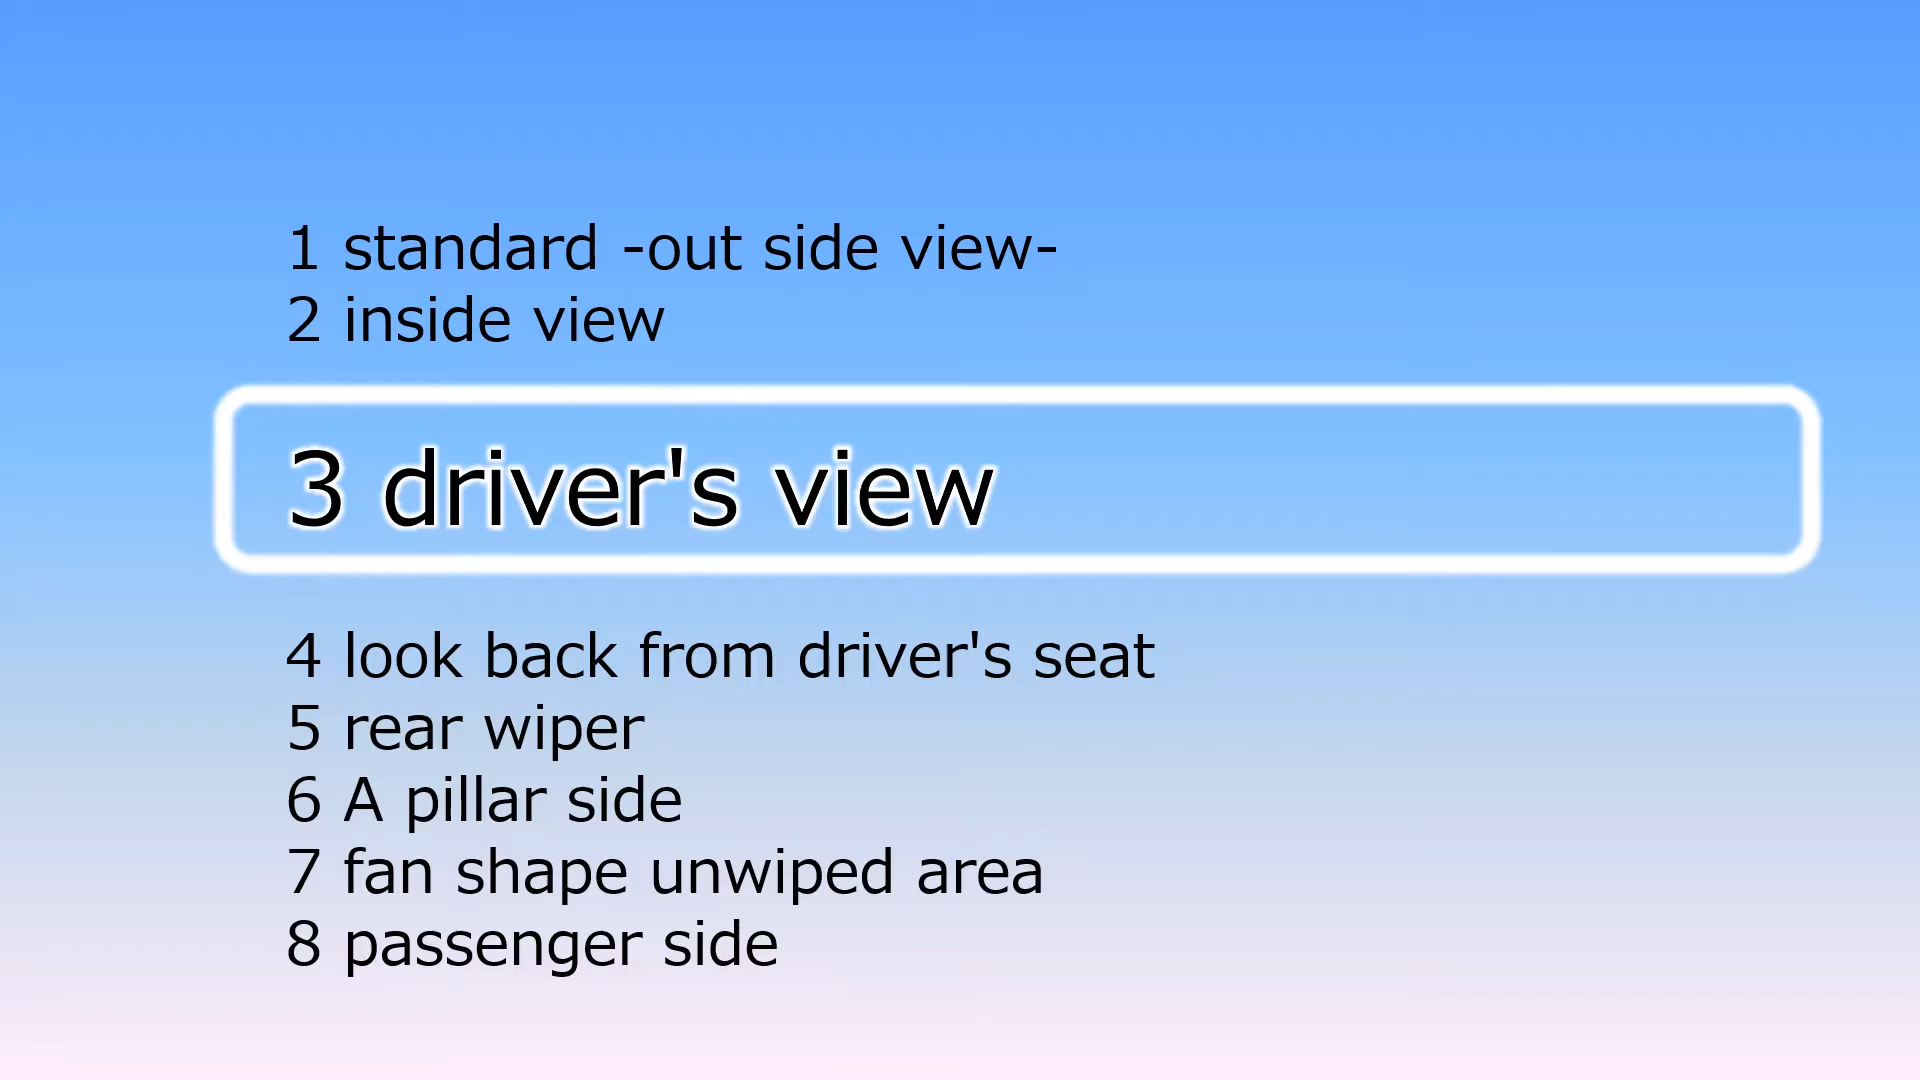 1 standard -out side view-
2 inside view
3 driver's view
4 look back from driver's seat
5 rear wiper
6 A pillar side
7 fan shape unwiped area
8 passenger side